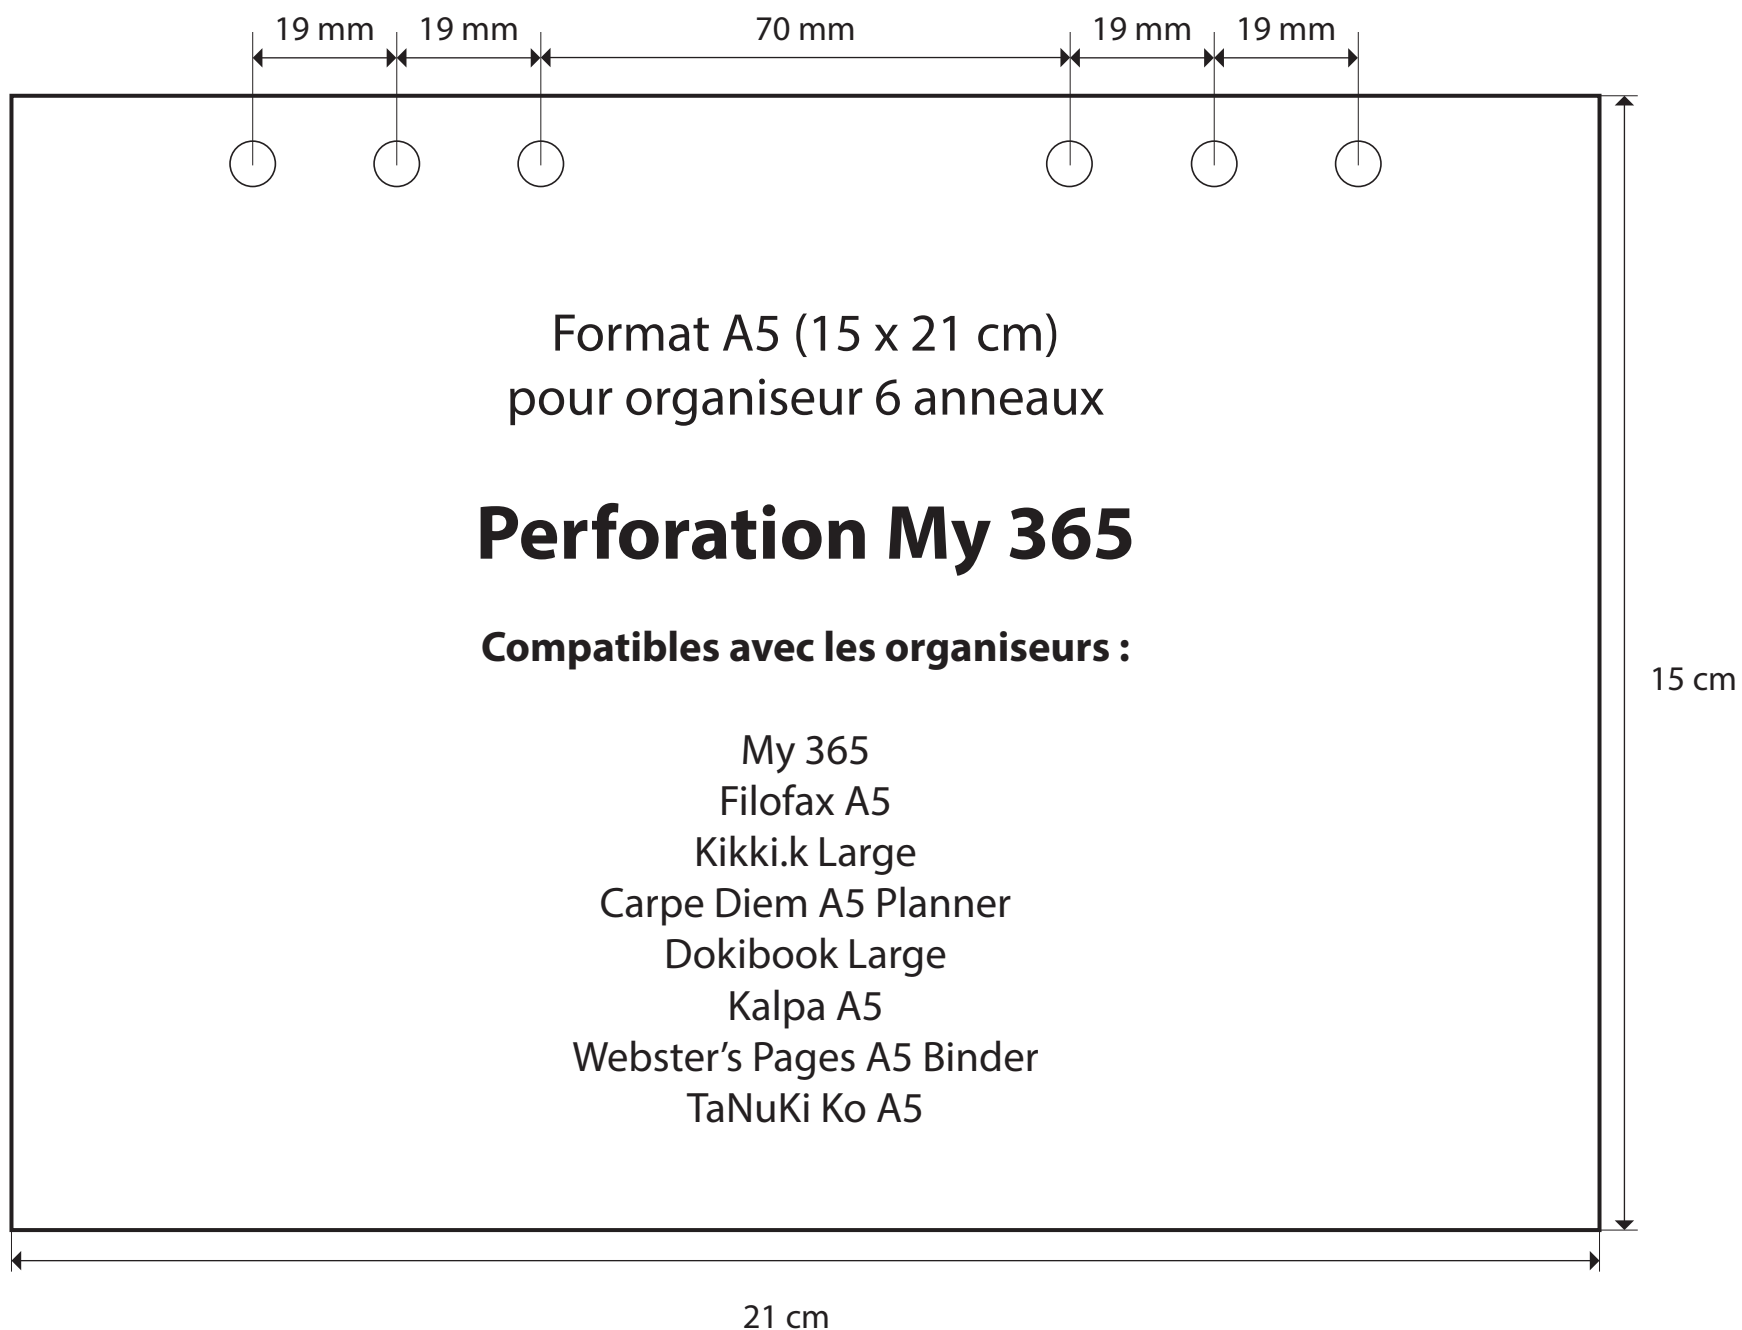 19 mm 19 mm 70 mm 19 mm 19 mm
Format A5 (15 x 21 cm)
pour organiseur 6 anneaux
Perforation My 365
Compatibles avec les organiseurs :
15 cm
My 365
Filofax A5
Kikki.k Large
Carpe Diem A5 Planner
Dokibook Large
Kalpa A5
Webster’s Pages A5 Binder
TaNuKi Ko A5
21 cm